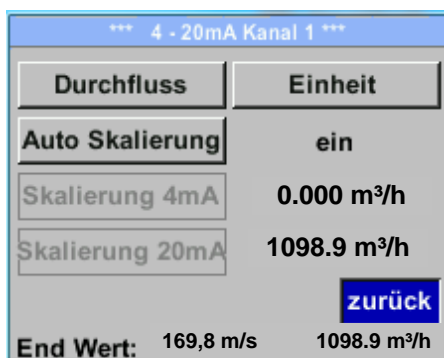 *** 4 - 20mA Kanal 1 ***
Durchfluss Einheit
Auto Skalierung ein
Skalierung 4mA 0.000 m³/h
Skalierung 20mA 1098.9 m³/h
zurück
End Wert: 169,8 m/s 1098.9 m³/h